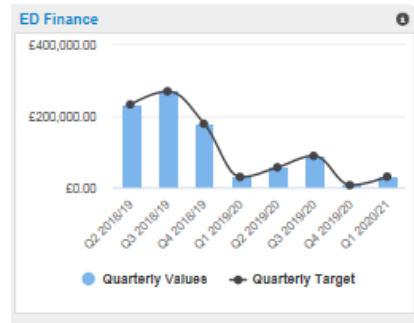 ED Finance
£400,000.00
£200,000.00
£0.00
Q2 2018/19
Q3 2018/19
Q4 2018/19
Q1 2019/20
Q2 2019/20
Q3 2019/20
Q4 2019/20
Q1 2020/21
Quarterly Values
Quarterly Target